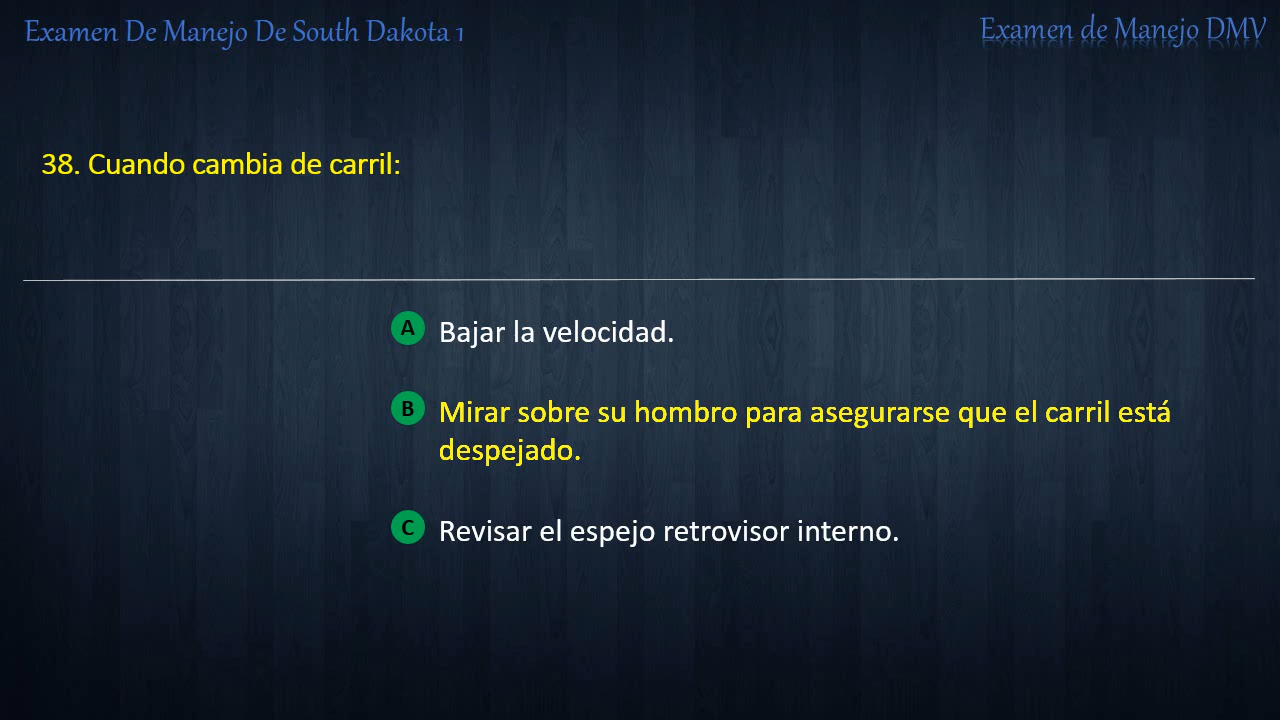 Examen De Manejo De South Dakota 1
Examen de Manejo DMV
38. Cuando cambia de carril:
A Bajar la velocidad.
B Mirar sobre su hombro para asegurarse que el carril está
despejado.
C Revisar el espejo retrovisor interno.